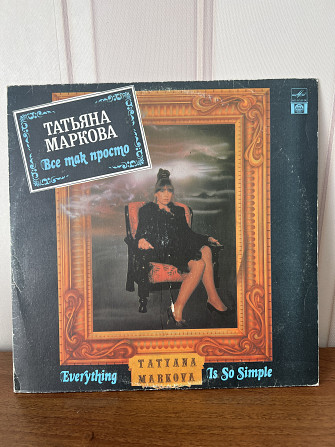 ТАТЬЯНА
МАРКОВА
Все так просто
TATYANA
Everything MARKOVA Is So Simple